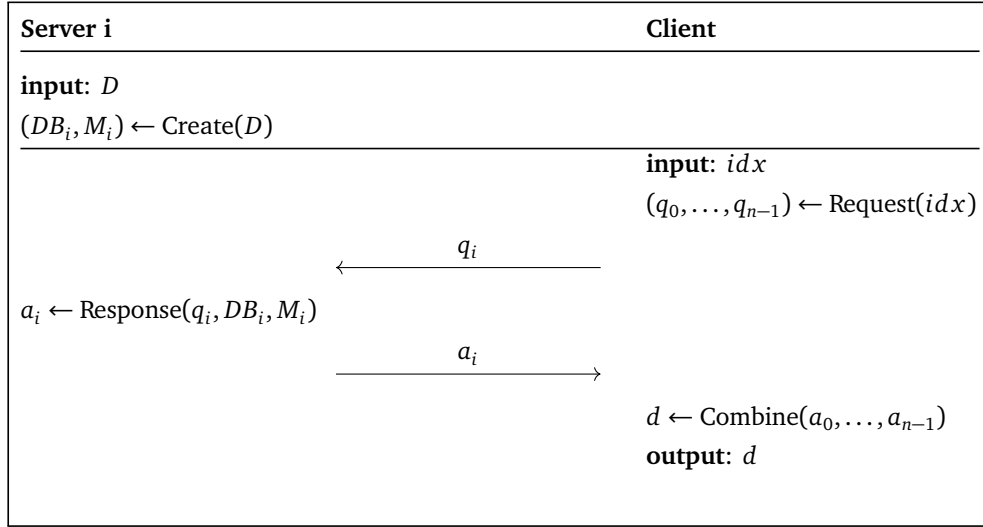 Server i Client
input: D
(DB_i, M_i) ← Create(D)
input: idx
(q_0, . . . , q_{n−1}) ← Request(idx)
q_i
a_i ← Response(q_i, DB_i, M_i)
a_i
d ← Combine(a_0, . . . , a_{n−1})
output: d